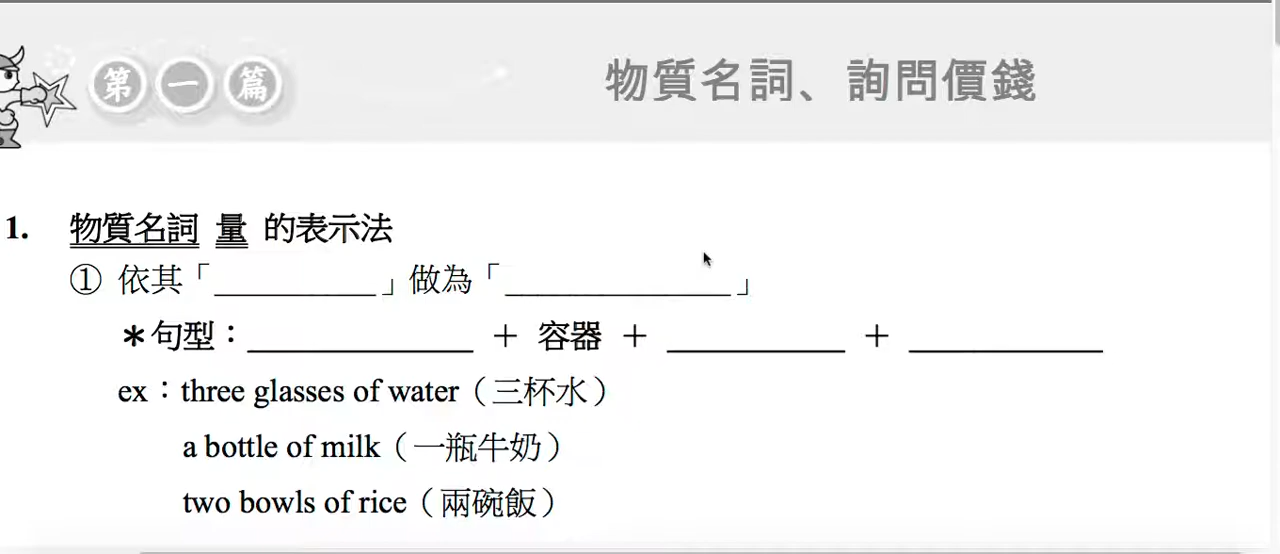 第一篇 物質名詞、詢問價錢
1. 物質名詞 量 的表示法
① 依其「__________」做為「______________」
＊句型：______________ ＋ 容器 ＋ ___________ ＋ ____________
ex：three glasses of water（三杯水）
a bottle of milk（一瓶牛奶）
two bowls of rice（兩碗飯）